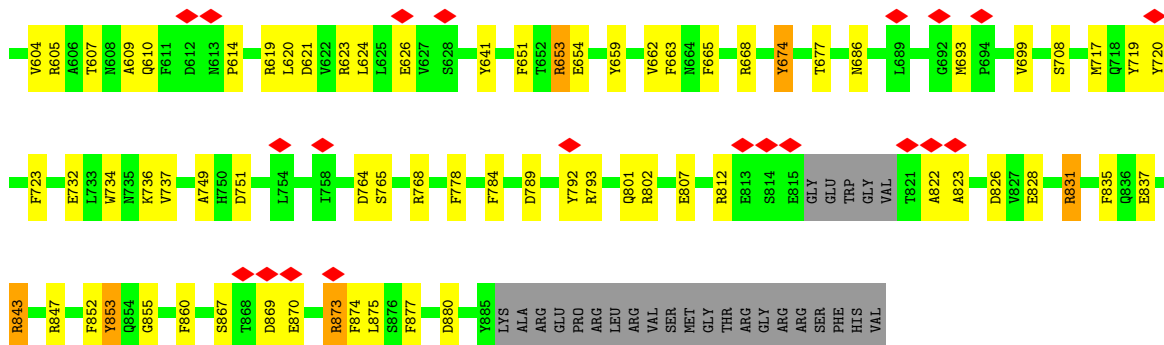 V604 R605 A606 T607 N608 A609 Q610 F611 D612 N613 P614 R619 L620 D621 V622 R623 L624 L625 E626 V627 S628 Y641 F651 T652 R653 E654 Y659 V662 F663 N664 F665 R668 Y674 T677 N686 L689 G692 M693 P694 V699 S708 M717 Q718 Y719 Y720
F723 E732 L733 W734 N735 K736 V737 A749 H750 D751 L754 I758 D764 S765 R768 F778 F784 D789 Y792 R793 Q801 R802 E807 R812 E813 S814 E815 GLY GLU TRP GLY VAL T821 A822 A823 D826 V827 E828 R831 F835 Q836 E837
R843 R847 F852 Y853 Q854 G855 F860 S867 T868 D869 E870 R873 F874 L875 S876 F877 D880 Y885 LYS ALA ARG GLU PRO ARG LEU ARG VAL SER MET GLY THR ARG GLY ARG ARG SER PHE HIS VAL